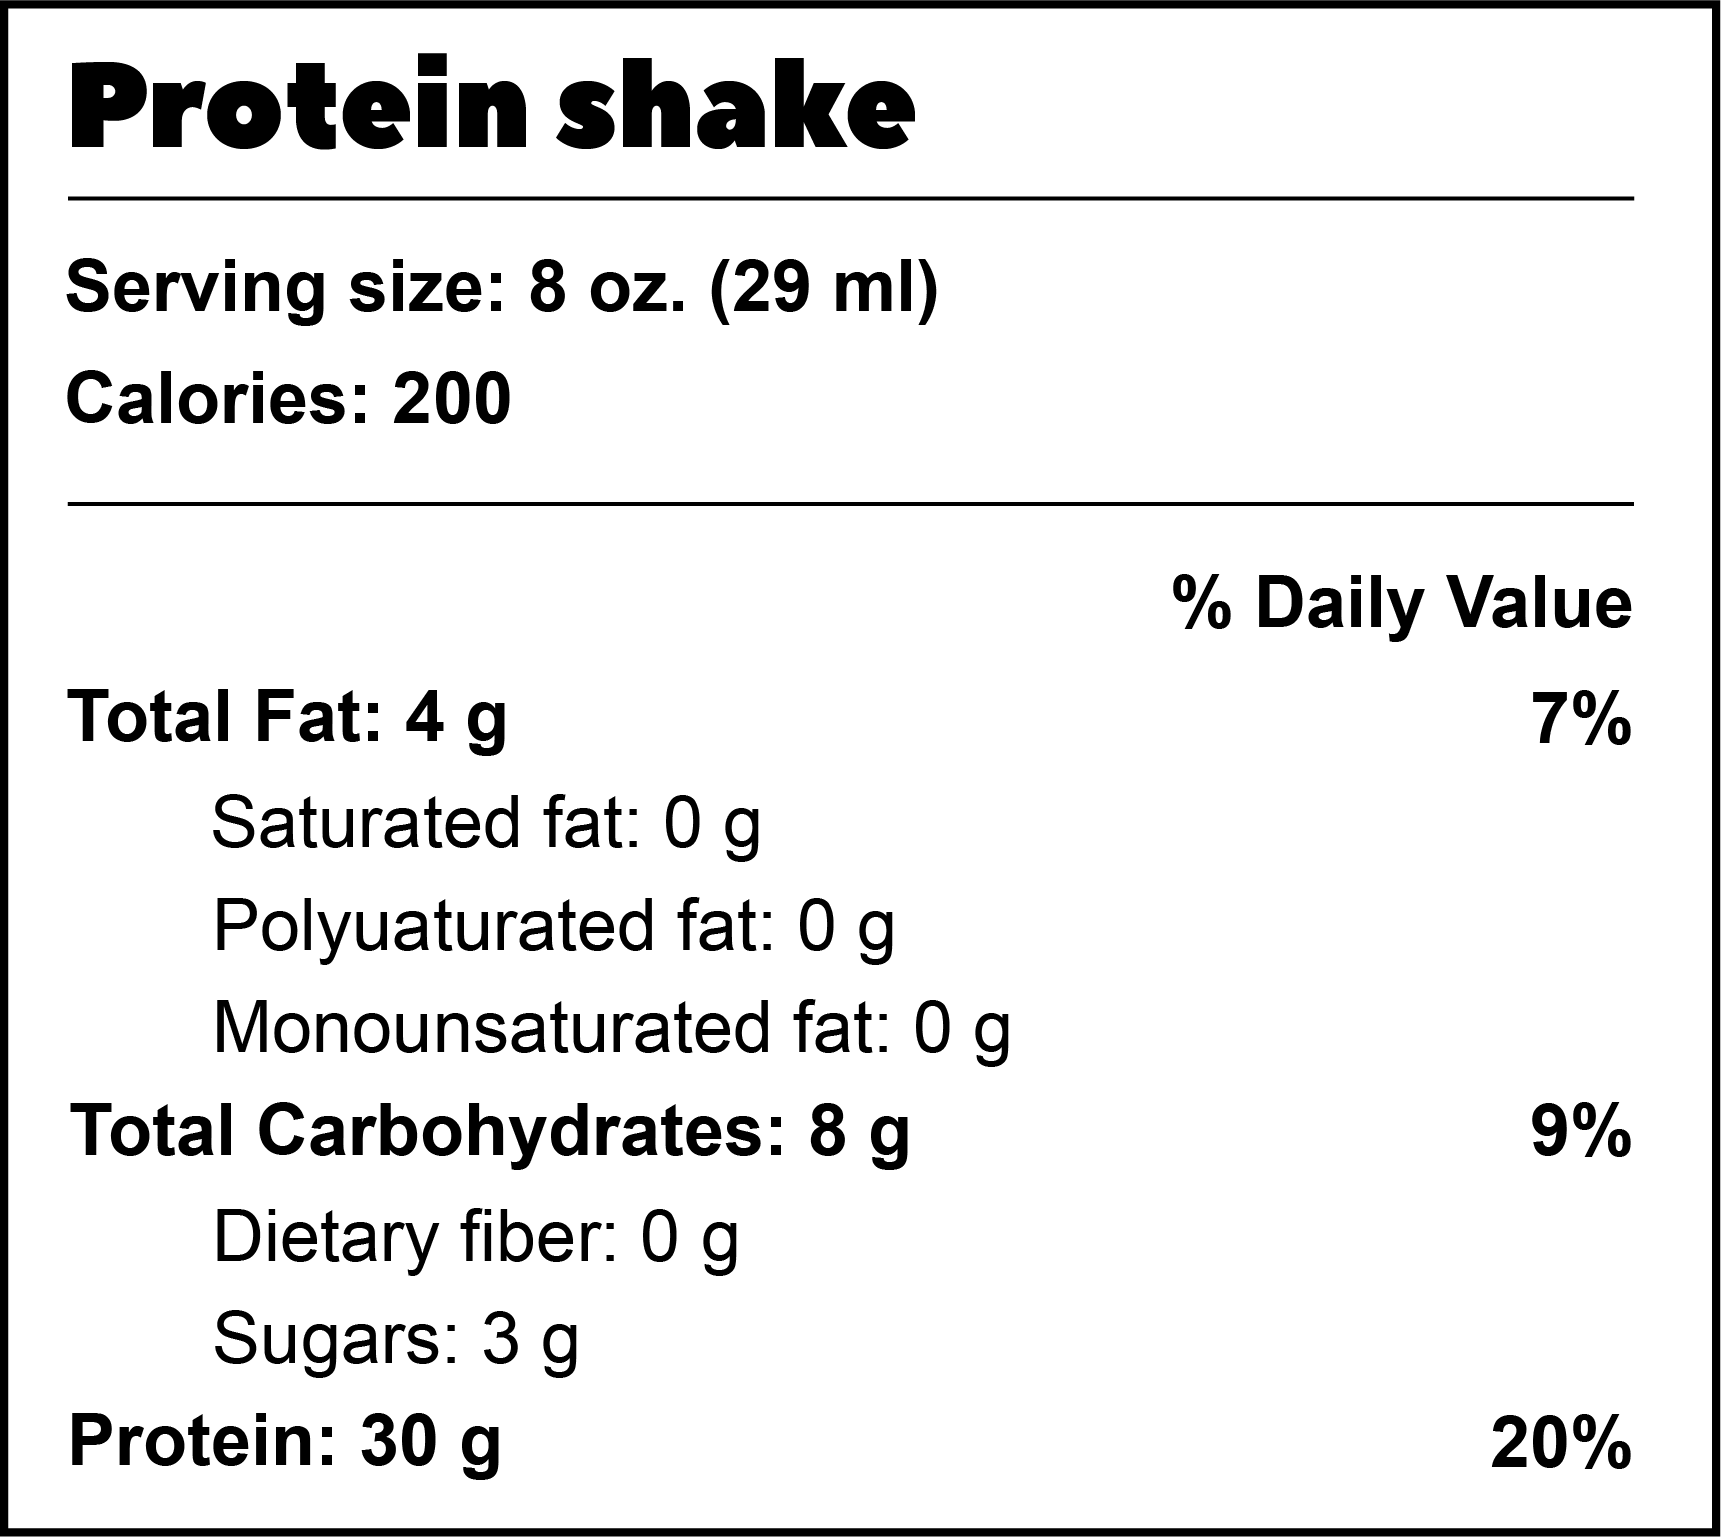 Protein shake
Serving size: 8 oz. (29 ml)
Calories: 200
% Daily Value
Total Fat: 4 g 7%
Saturated fat: 0 g
Polyuaturated fat: 0 g
Monounsaturated fat: 0 g
Total Carbohydrates: 8 g 9%
Dietary fiber: 0 g
Sugars: 3 g
Protein: 30 g 20%